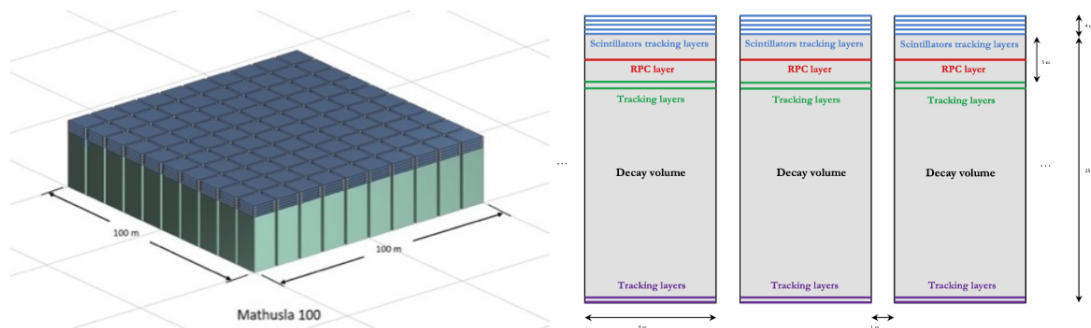 100 m
100 m
Mathusla 100
Scintillators tracking layers
Scintillators tracking layers
Scintillators tracking layers
RPC layer
RPC layer
RPC layer
Tracking layers
Tracking layers
Tracking layers
...
Decay volume
Decay volume
Decay volume
...
Tracking layers
Tracking layers
Tracking layers